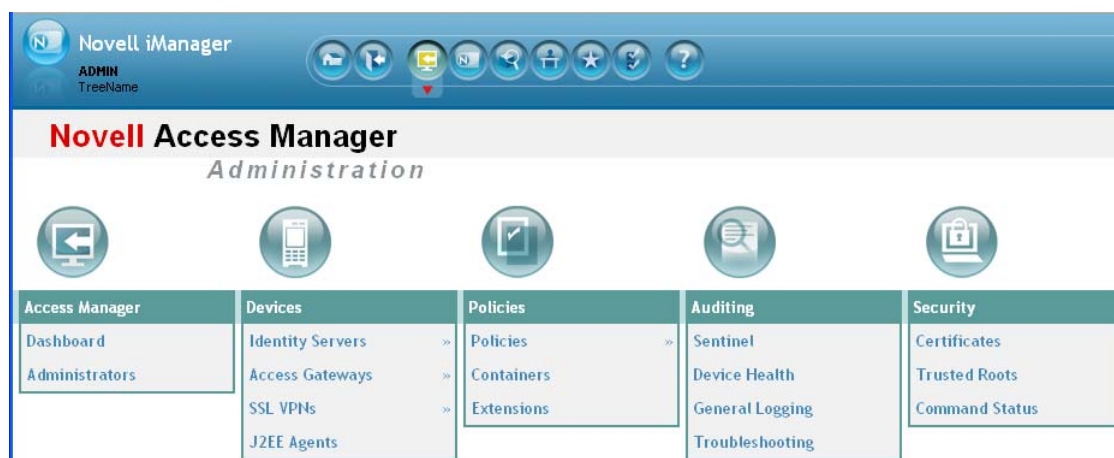 Novell iManager
ADMIN
TreeName
N
?
Novell Access Manager
Administration
Access Manager
Dashboard
Administrators
Devices
Identity Servers »
Access Gateways »
SSL VPNs »
J2EE Agents
Policies
Policies »
Containers
Extensions
Auditing
Sentinel
Device Health
General Logging
Troubleshooting
Security
Certificates
Trusted Roots
Command Status